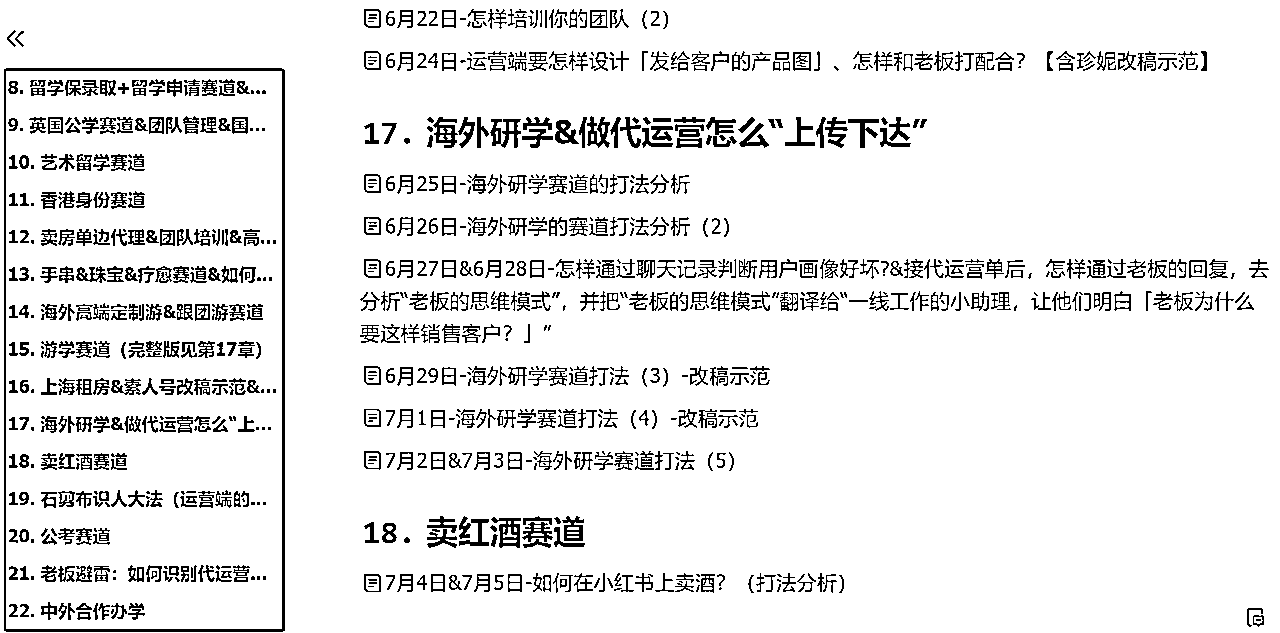 8. 留学保录取+留学申请赛道&...
9. 英国公学赛道&团队管理&国...
10. 艺术留学赛道
11. 香港身份赛道
12. 卖房单边代理&团队培训&高...
13. 手串&珠宝&疗愈赛道&如何...
14. 海外高端定制游&跟团游赛道
15. 游学赛道（完整版见第17章）
16. 上海租房&素人号改稿示范&...
17. 海外研学&做代运营怎么“上...
18. 卖红酒赛道
19. 石剪布识人大法（运营端的...
20. 公考赛道
21. 老板避雷：如何识别代运营...
22. 中外合作办学
6月22日-怎样培训你的团队（2）
6月24日-运营端要怎样设计「发给客户的产品图」、怎样和老板打配合？【含珍妮改稿示范】
17. 海外研学&做代运营怎么“上传下达”
6月25日-海外研学赛道的打法分析
6月26日-海外研学的赛道打法分析（2）
6月27日&6月28日-怎样通过聊天记录判断用户画像好坏?&接代运营单后，怎样通过老板的回复，去
分析“老板的思维模式”，并把“老板的思维模式”翻译给“一线工作的小助理，让他们明白「老板为什么
要这样销售客户？」”
6月29日-海外研学赛道打法（3）-改稿示范
7月1日-海外研学赛道打法（4）-改稿示范
7月2日&7月3日-海外研学赛道打法（5）
18. 卖红酒赛道
7月4日&7月5日-如何在小红书上卖酒？（打法分析）